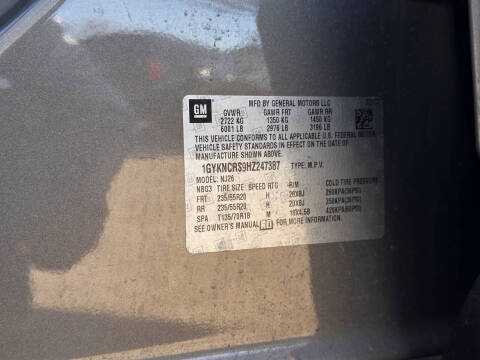 GM
MFD BY GENERAL MOTORS LLC
GVWR GAWR FRT GAWR RR
2722 KG 1350 KG 1450 KG
6001 LB 2976 LB 3196 LB
THIS VEHICLE CONFORMS TO ALL APPLICABLE U.S. FEDERAL MOTOR
VEHICLE SAFETY STANDARDS IN EFFECT ON THE DATE OF
MANUFACTURE SHOWN ABOVE.
1GYKNCRS9HZ247387 TYPE: M.P.V.
MODEL: NJ26
NBG3 TIRE SIZE SPEED RTG RIM COLD TIRE PRESSURE
FRT 235/55R20 H 20X8J
RR 235/55R20 H 20X8J
SPA T135/70R18 M
SEE OWNER'S MANUAL FOR MORE INFORMATION.